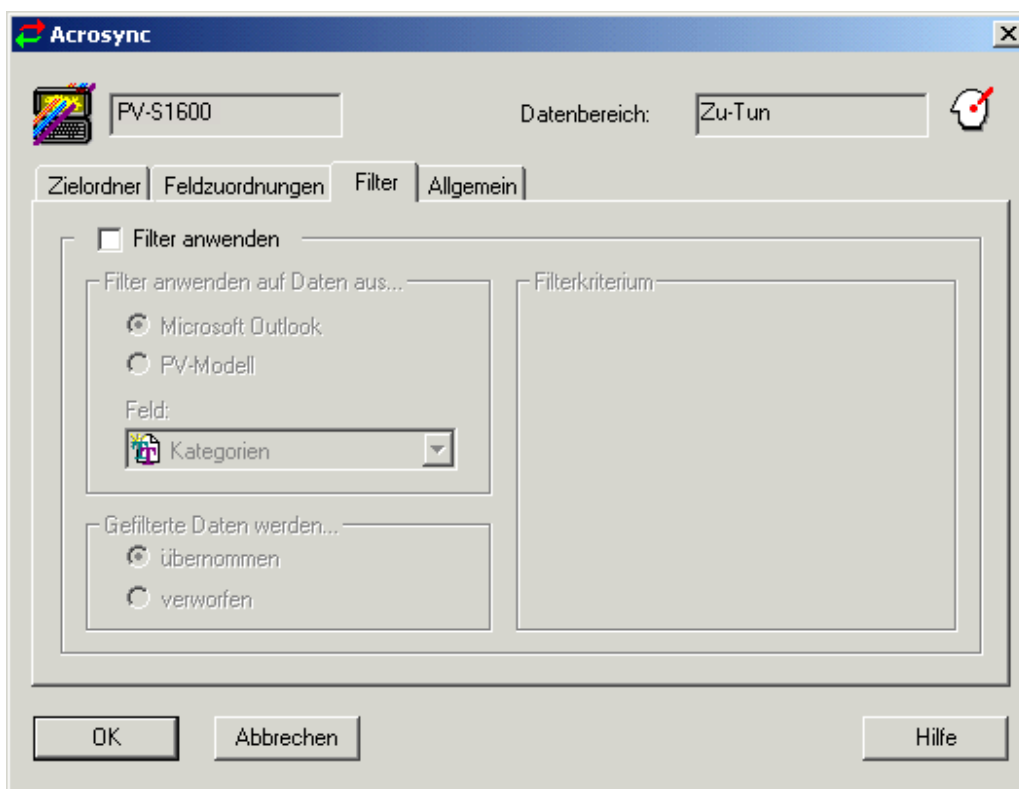 Acrosync
PV-S1600 Datenbereich: Zu-Tun
Zielordner Feldzuordnungen Filter Allgemein
Filter anwenden
Filter anwenden auf Daten aus... Filterkriterium
Microsoft Outlook
PV-Modell
Feld:
Kategorien
Gefilterte Daten werden...
übernommen
verworfen
OK Abbrechen Hilfe